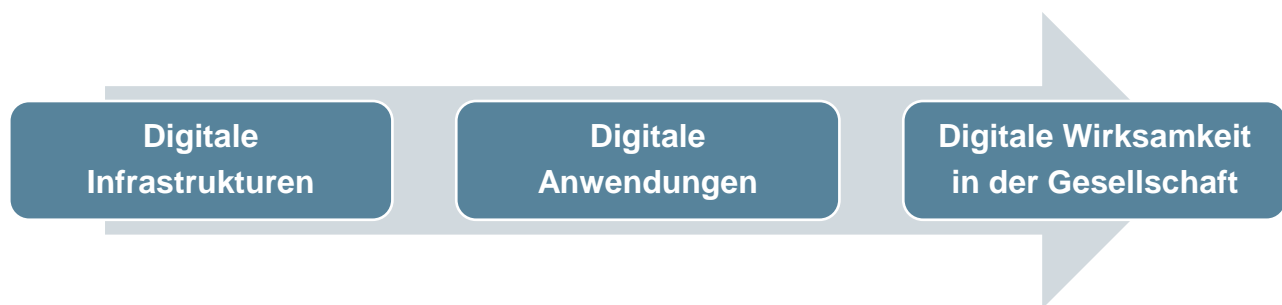 Digitale
Infrastrukturen
Digitale
Anwendungen
Digitale Wirksamkeit
in der Gesellschaft